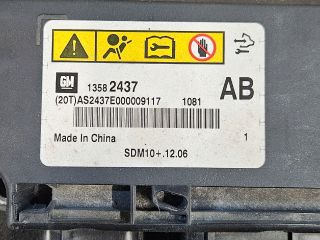 GM 1358 2437
(20T)AS2437E000009117 1081 AB
Made in China 1
SDM10+.12.06